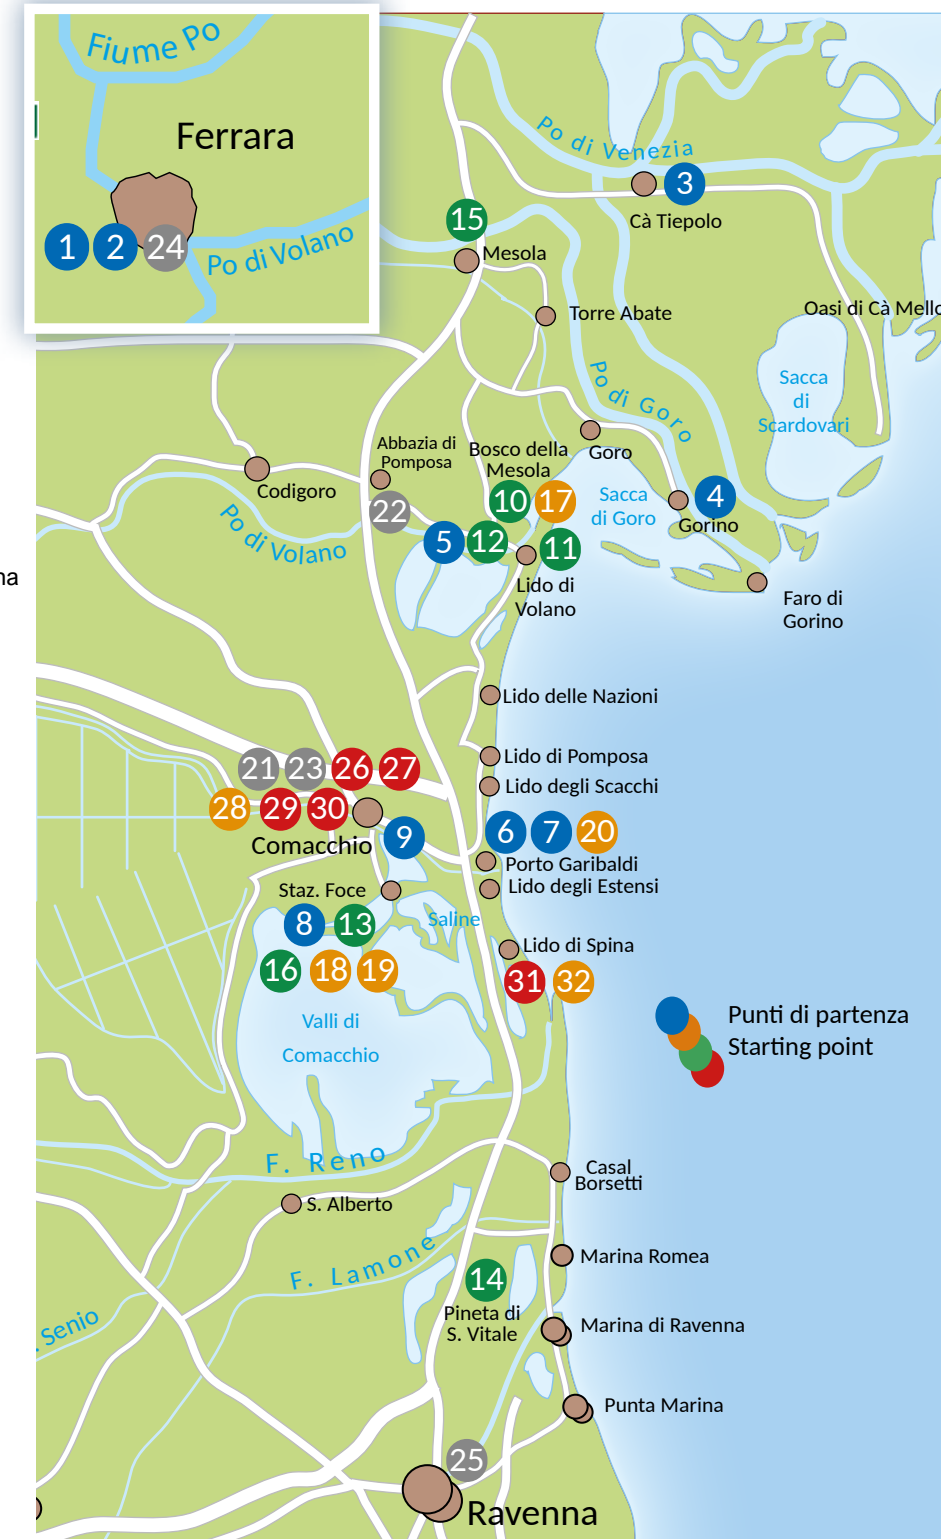 Fiume Po
Ferrara
1 2 24
Po di Volano
Po di Venezia
3
Cà Tiepolo
15
Mesola
Torre Abate
Oasi di Cà Mello
Sacca
di
Scardovari
Po di Goro
Goro
Abbazia di
Pomposa
Bosco della
Mesola
Codigoro
22
10 17
Sacca
di Goro
4
Gorino
Po di Volano
5 12 11
Lido di
Volano
Faro di
Gorino
na
Lido delle Nazioni
Lido di Pomposa
Lido degli Scacchi
21 23 26 27
28 29 30
Comacchio
9
6 7 20
Porto Garibaldi
Lido degli Estensi
Staz. Foce
8 13
Saline
16 18 19
Lido di Spina
31 32
Valli di
Comacchio
Punti di partenza
Starting point
F. Reno
Casal
Borsetti
S. Alberto
F. Lamone
Marina Romea
14
Pineta di
S. Vitale
. Senio
Marina di Ravenna
Punta Marina
25
Ravenna